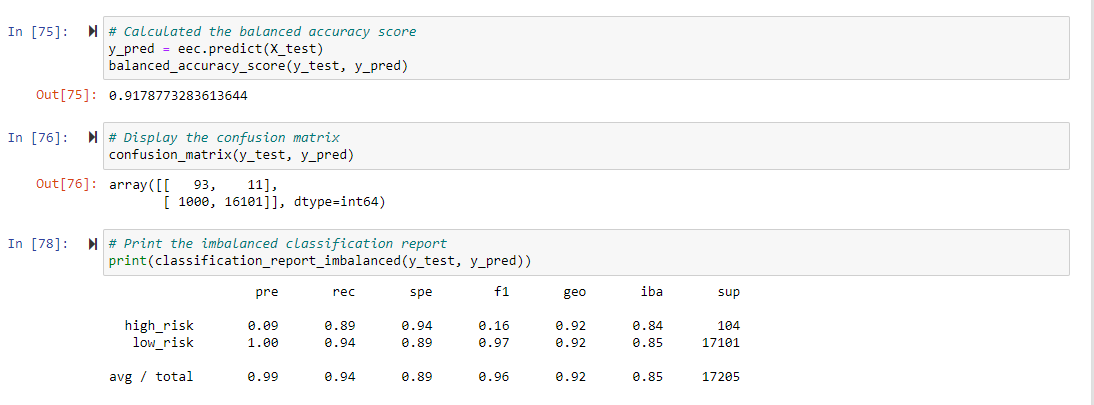 In [75]: # Calculated the balanced accuracy score
y_pred = eec.predict(X_test)
balanced_accuracy_score(y_test, y_pred)
Out[75]: 0.9178773283613644
In [76]: # Display the confusion matrix
confusion_matrix(y_test, y_pred)
Out[76]: array([[   93,    11],
       [ 1000, 16101]], dtype=int64)
In [78]: # Print the imbalanced classification report
print(classification_report_imbalanced(y_test, y_pred))
pre rec spe f1 geo iba sup
high_risk 0.09 0.89 0.94 0.16 0.92 0.84 104
low_risk 1.00 0.94 0.89 0.97 0.92 0.85 17101
avg / total 0.99 0.94 0.89 0.96 0.92 0.85 17205